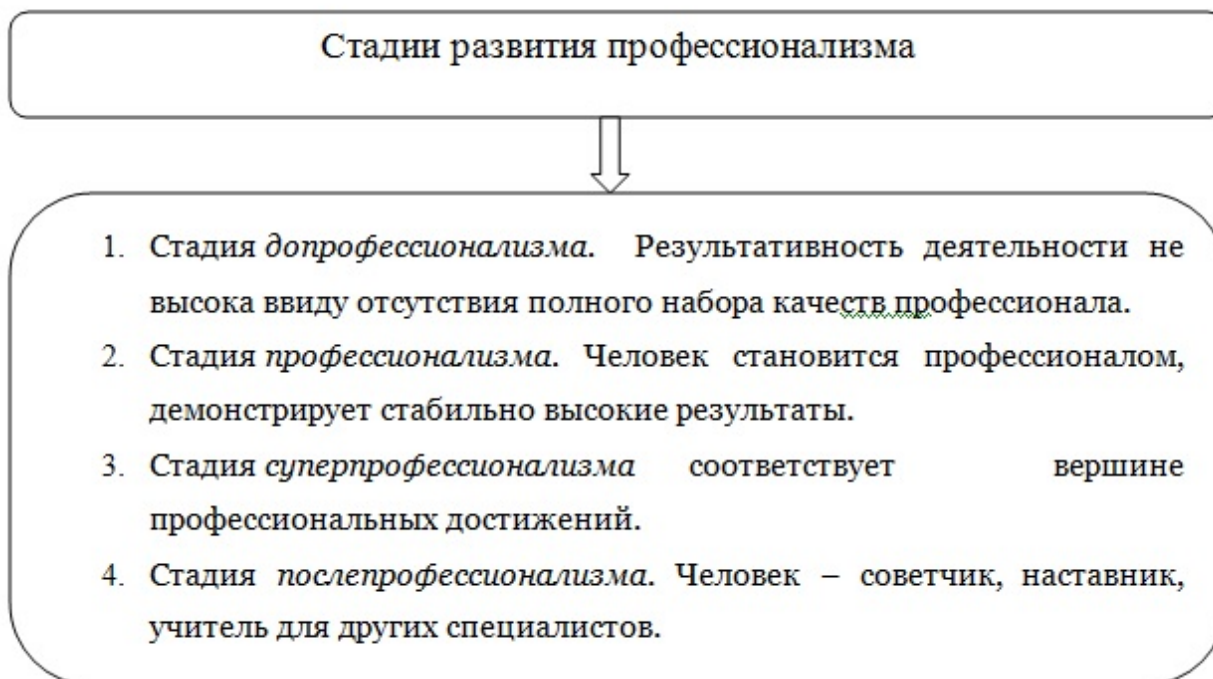 Стадии развития профессионализма
1. Стадия допрофессионализма. Результативность деятельности не
высока ввиду отсутствия полного набора качеств профессионала.
2. Стадия профессионализма. Человек становится профессионалом,
демонстрирует стабильно высокие результаты.
3. Стадия суперпрофессионализма соответствует вершине
профессиональных достижений.
4. Стадия послепрофессионализма. Человек – советчик, наставник,
учитель для других специалистов.